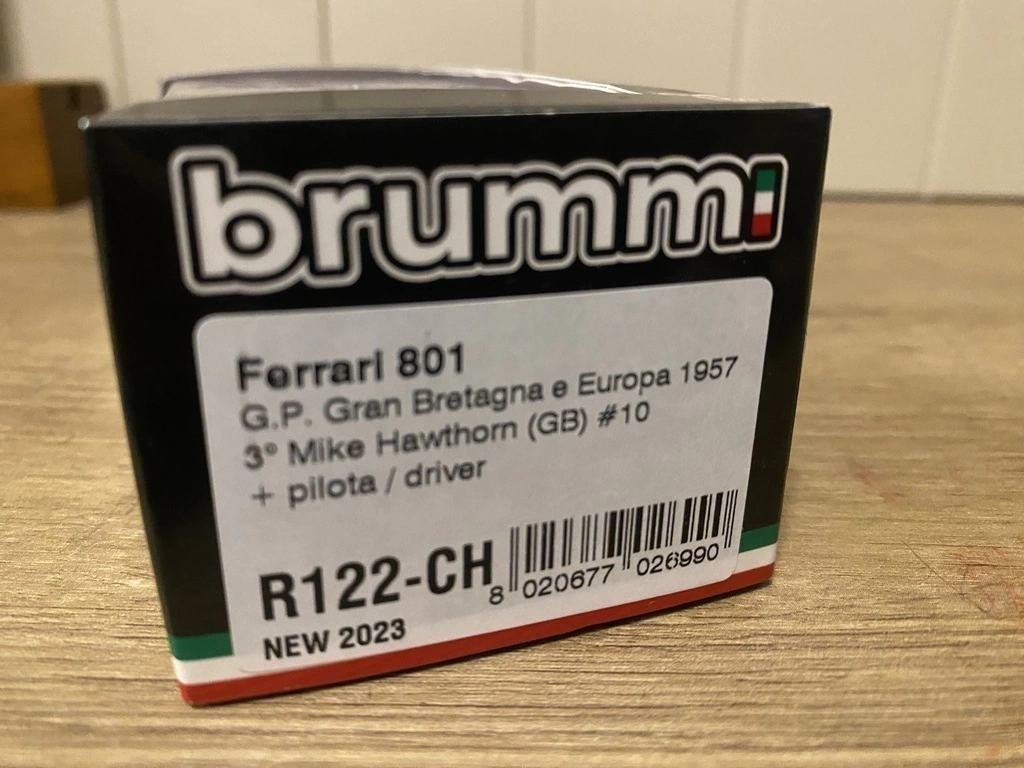 brummi
Ferrari 801
G.P. Gran Bretagna e Europa 1957
3° Mike Hawthorn (GB) #10
+ pilota / driver
R122-CH
8 020677 026990
NEW 2023